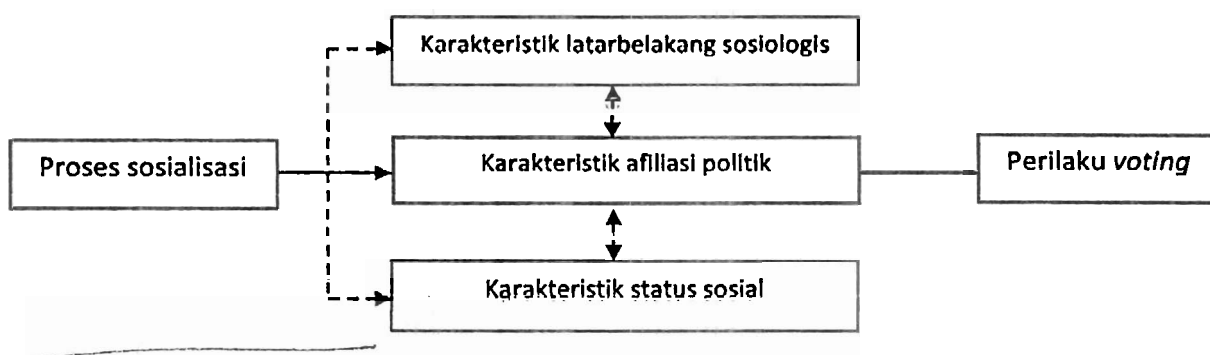 Karakteristik latarbelakang sosiologis
Proses sosialisasi
Karakteristik afiliasi politik
Perilaku voting
Karakteristik status sosial